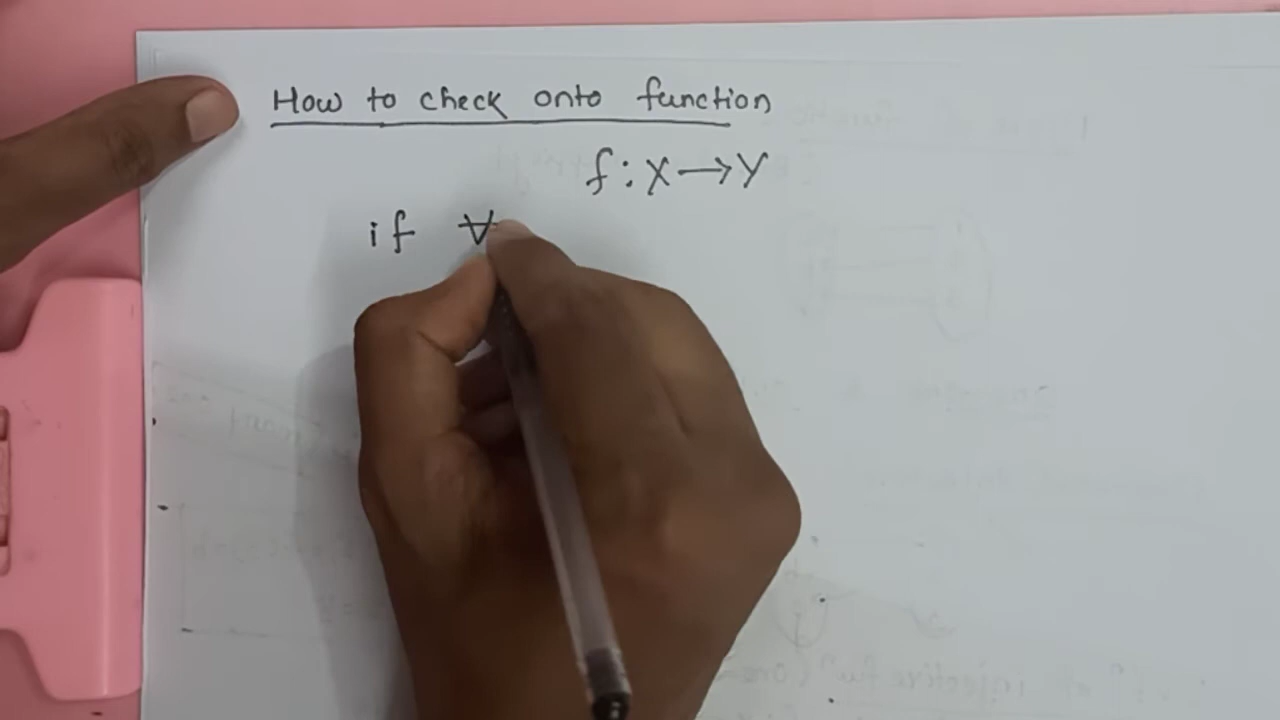 How to check onto function
f : X → Y
if ∀